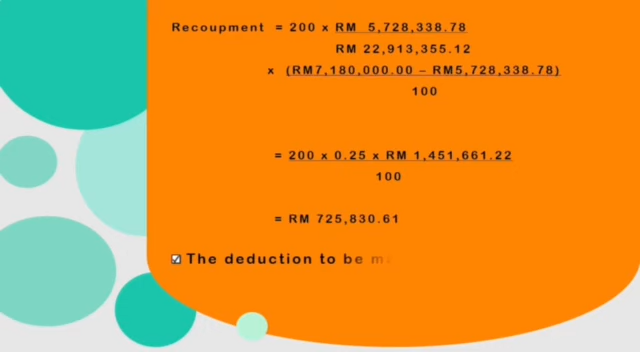 Recoupment = 200 x RM 5,728,338.78
RM 22,913,355.12
x (RM7,180,000.00 – RM5,728,338.78)
100
= 200 x 0.25 x RM 1,451,661.22
100
= RM 725,830.61
☑ The deduction to be